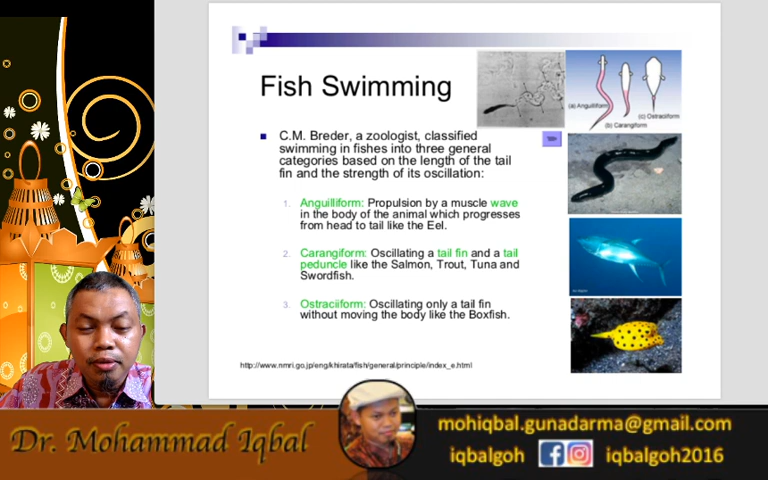 Fish Swimming
(a) Anguilliform
(b) Carangiform
(c) Ostraciiform
C.M. Breder, a zoologist, classified
swimming in fishes into three general
categories based on the length of the tail
fin and the strength of its oscillation:
1. Anguilliform: Propulsion by a muscle wave
in the body of the animal which progresses
from head to tail like the Eel.
2. Carangiform: Oscillating a tail fin and a tail
peduncle like the Salmon, Trout, Tuna and
Swordfish.
3. Ostraciiform: Oscillating only a tail fin
without moving the body like the Boxfish.
http://www.nmri.go.jp/eng/khirata/fish/general/principle/index_e.html
Dr. Mohammad Iqbal
mohiqbal.gunadarma@gmail.com
iqbalgoh
iqbalgoh2016